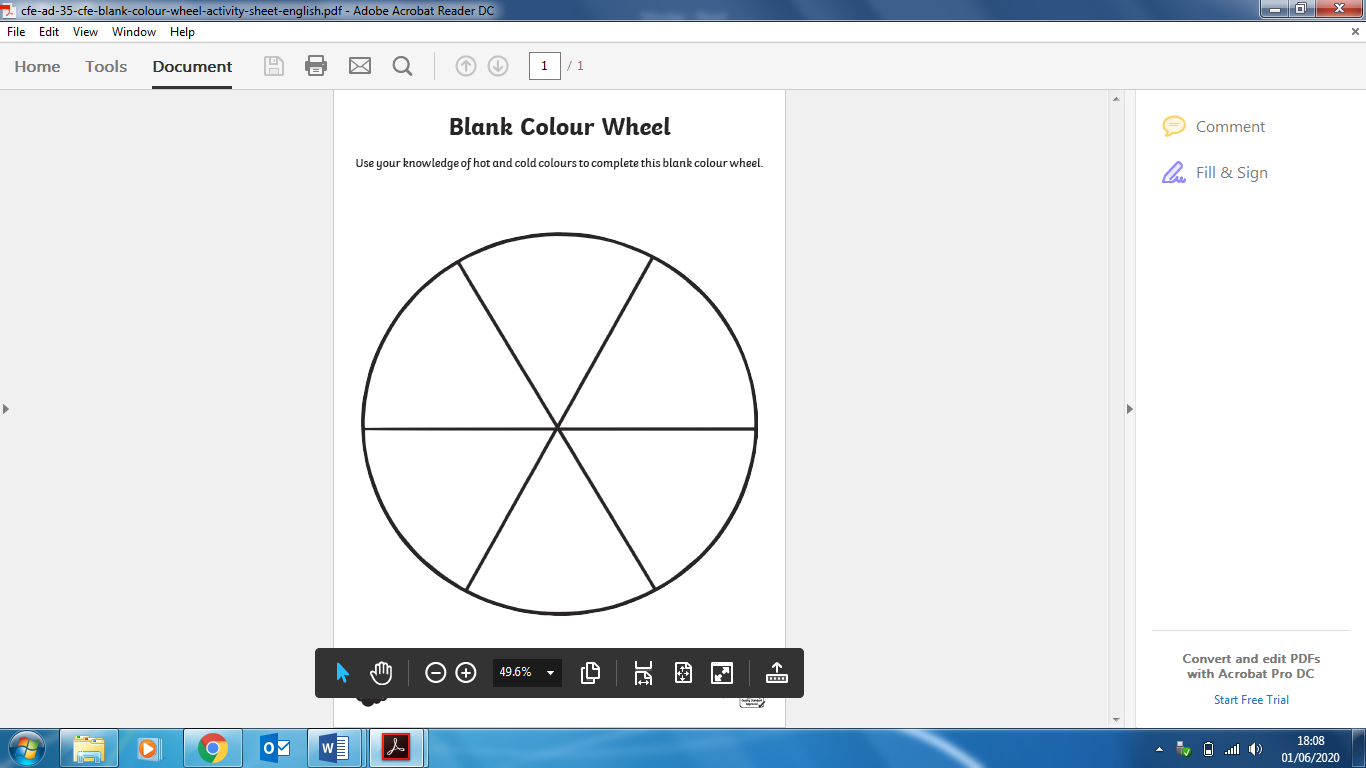 cfe-ad-35-cfe-blank-colour-wheel-activity-sheet-english.pdf - Adobe Acrobat Reader DC
File Edit View Window Help
Home Tools Document 1 / 1
Blank Colour Wheel
Use your knowledge of hot and cold colours to complete this blank colour wheel.
Comment
Fill & Sign
49.6%
Convert and edit PDFs
with Acrobat Pro DC
Start Free Trial
18:08
01/06/2020